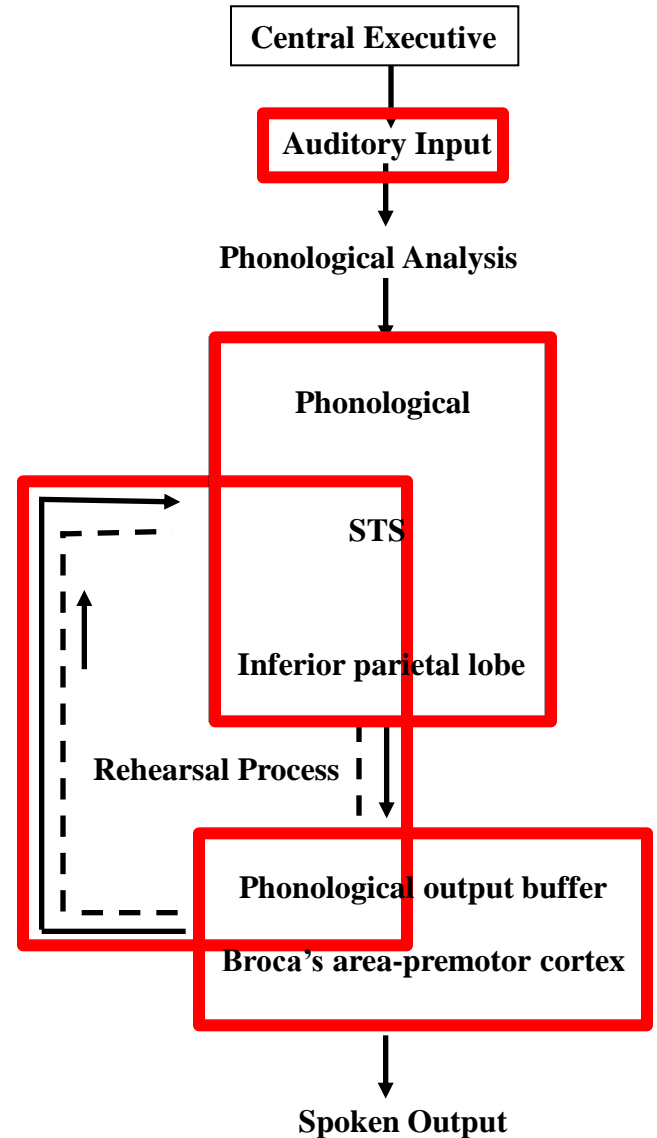 Central Executive
Auditory Input
Phonological Analysis
Phonological
STS
Inferior parietal lobe
Rehearsal Process
Phonological output buffer
Broca’s area-premotor cortex
Spoken Output